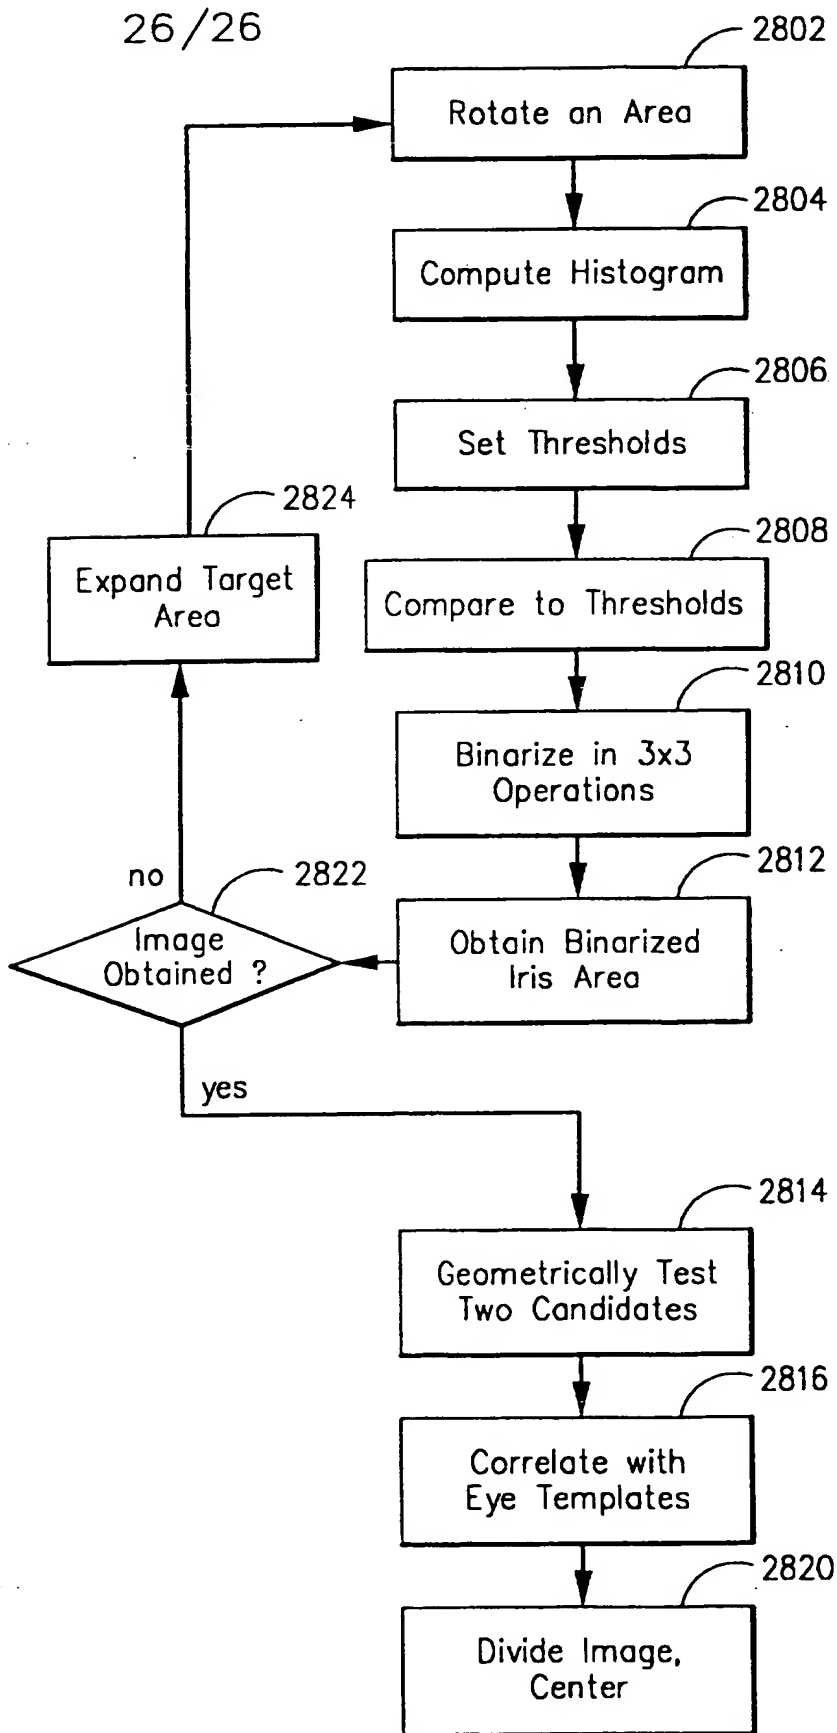 26/26
2802
Rotate an Area
2804
Compute Histogram
2806
Set Thresholds
2824
Expand Target
Area
2808
Compare to Thresholds
2810
Binarize in 3x3
Operations
no
2822
Image
Obtained ?
2812
Obtain Binarized
Iris Area
yes
2814
Geometrically Test
Two Candidates
2816
Correlate with
Eye Templates
2820
Divide Image,
Center